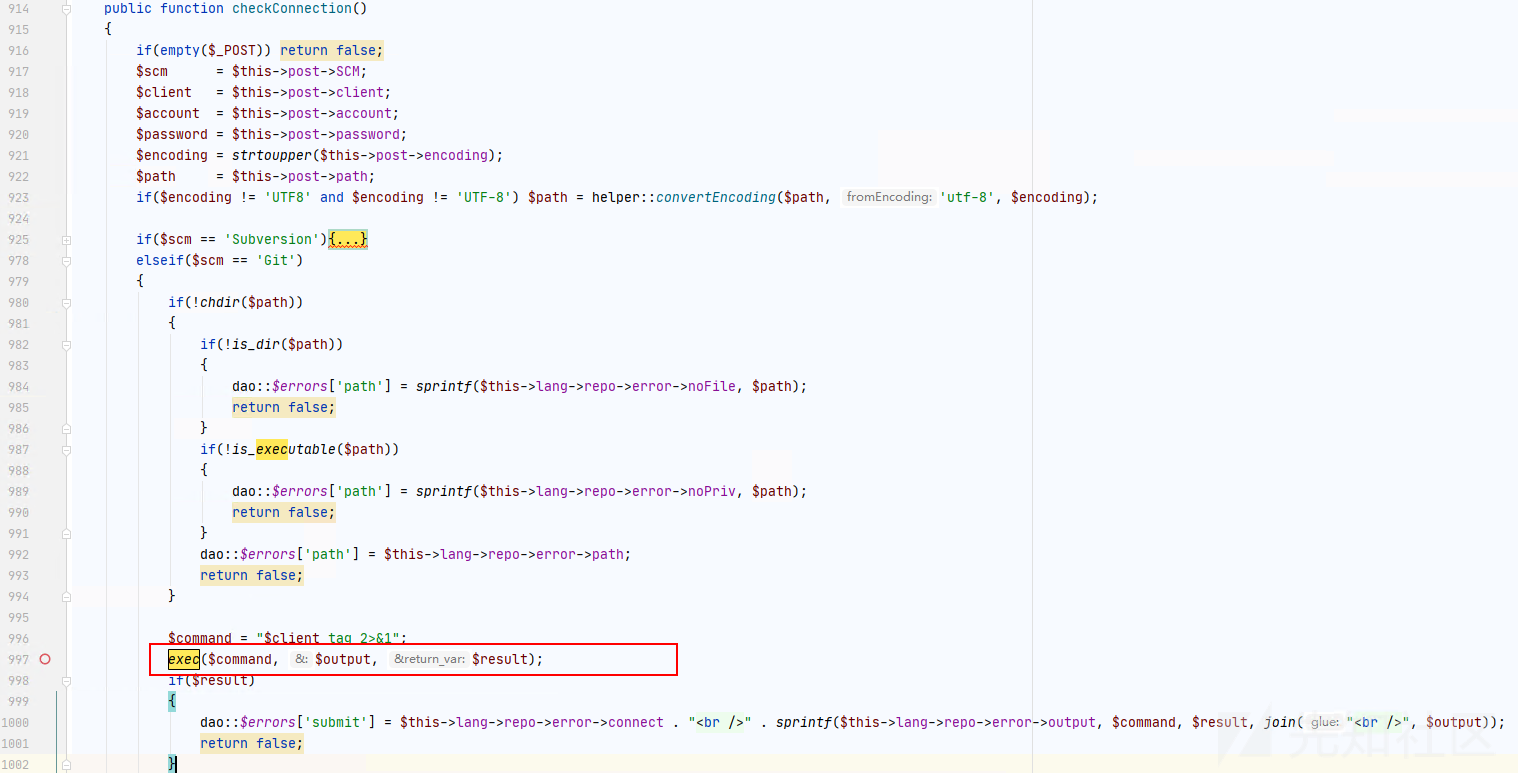 914 public function checkConnection()
915 {
916 if(empty($_POST)) return false;
917 $scm      = $this->post->SCM;
918 $client   = $this->post->client;
919 $account  = $this->post->account;
920 $password = $this->post->password;
921 $encoding = strtoupper($this->post->encoding);
922 $path     = $this->post->path;
923 if($encoding != 'UTF8' and $encoding != 'UTF-8') $path = helper::convertEncoding($path, fromEncoding: 'utf-8', $encoding);
924
925 if($scm == 'Subversion'){...}
978 elseif($scm == 'Git')
979 {
980 if(!chdir($path))
981 {
982 if(!is_dir($path))
983 {
984 dao::$errors['path'] = sprintf($this->lang->repo->error->noFile, $path);
985 return false;
986 }
987 if(!is_executable($path))
988 {
989 dao::$errors['path'] = sprintf($this->lang->repo->error->noPriv, $path);
990 return false;
991 }
992 dao::$errors['path'] = $this->lang->repo->error->path;
993 return false;
994 }
995
996 $command = "$client tag 2>&1";
997 exec($command, &: $output, &return_var: $result);
998 if($result)
999 {
1000 dao::$errors['submit'] = $this->lang->repo->error->connect . "<br />" . sprintf($this->lang->repo->error->output, $command, $result, join( glue: "<br />", $output));
1001 return false;
1002 }
先知社区